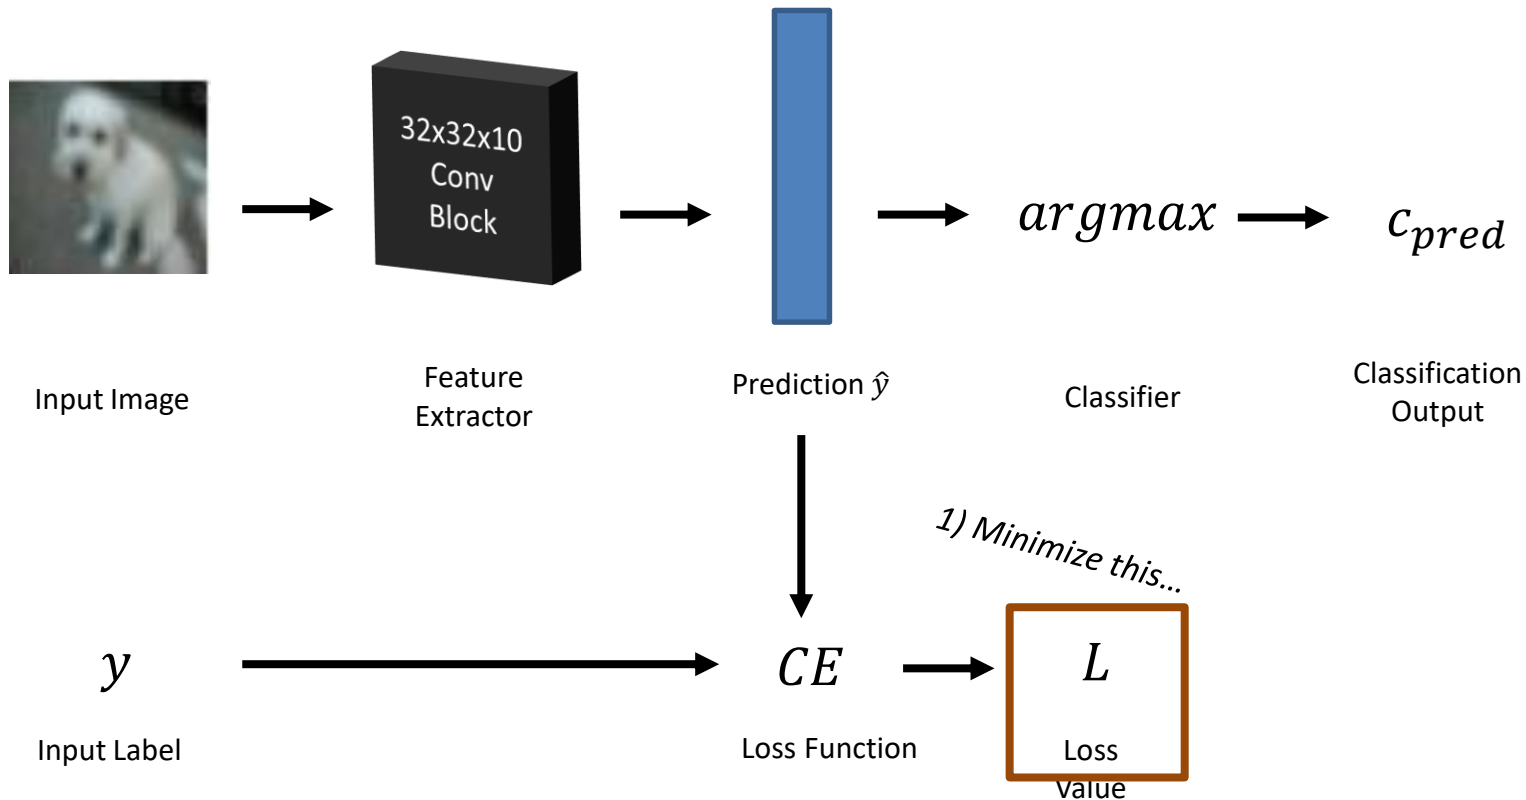 32x32x10
Conv
Block
argmax
c_pred
Input Image
Feature
Extractor
Prediction ŷ
Classifier
Classification
Output
1) Minimize this...
y
CE
L
Input Label
Loss Function
Loss
Value